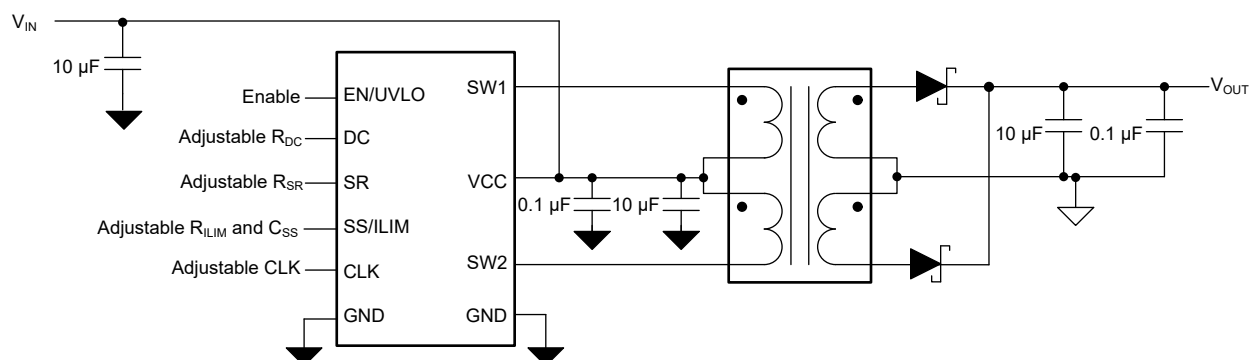 VIN
10 µF
Enable
EN/UVLO
SW1
Adjustable RDC
DC
Adjustable RSR
SR
VCC
Adjustable RILIM and CSS
SS/ILIM
Adjustable CLK
CLK
SW2
GND
GND
0.1 µF
10 µF
10 µF
0.1 µF
VOUT